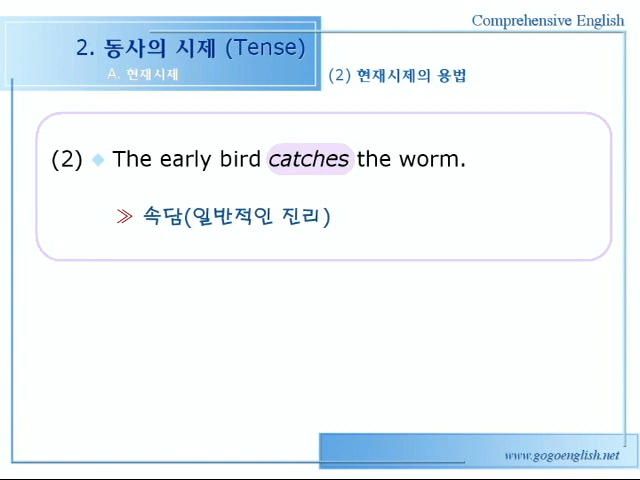 Comprehensive English
2. 동사의 시제 (Tense)
A. 현재시제
(2) 현재시제의 용법
(2) ◆ The early bird catches the worm.
≫ 속담(일반적인 진리)
www.gogoenglish.net